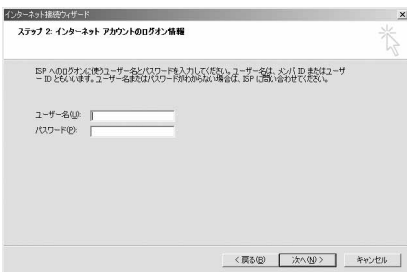 インターネット接続ウィザード
ステップ 2: インターネット アカウントのログオン情報
ISP へのログオンに使うユーザー名とパスワードを入力してください。ユーザー名は、メンバ ID またはユーザ
ー ID ともいいます。ユーザー名またはパスワードがわからない場合は、ISP に問い合わせてください。
ユーザー名(U):
パスワード(P):
< 戻る(B) 次へ(N) > キャンセル